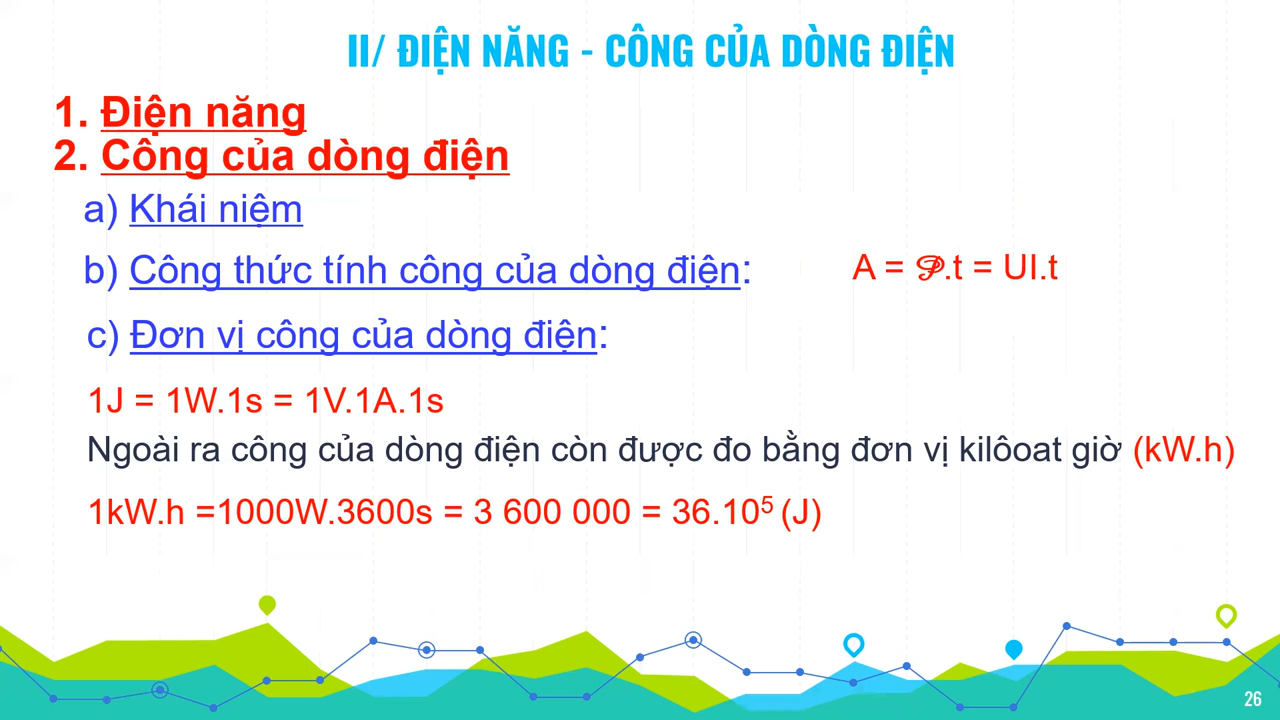 II/ ĐIỆN NĂNG - CÔNG CỦA DÒNG ĐIỆN
1. Điện năng
2. Công của dòng điện
a) Khái niệm
b) Công thức tính công của dòng điện: A = 𝒫.t = UI.t
c) Đơn vị công của dòng điện:
1J = 1W.1s = 1V.1A.1s
Ngoài ra công của dòng điện còn được đo bằng đơn vị kilôoat giờ (kW.h)
1kW.h =1000W.3600s = 3 600 000 = 36.10⁵ (J)
26